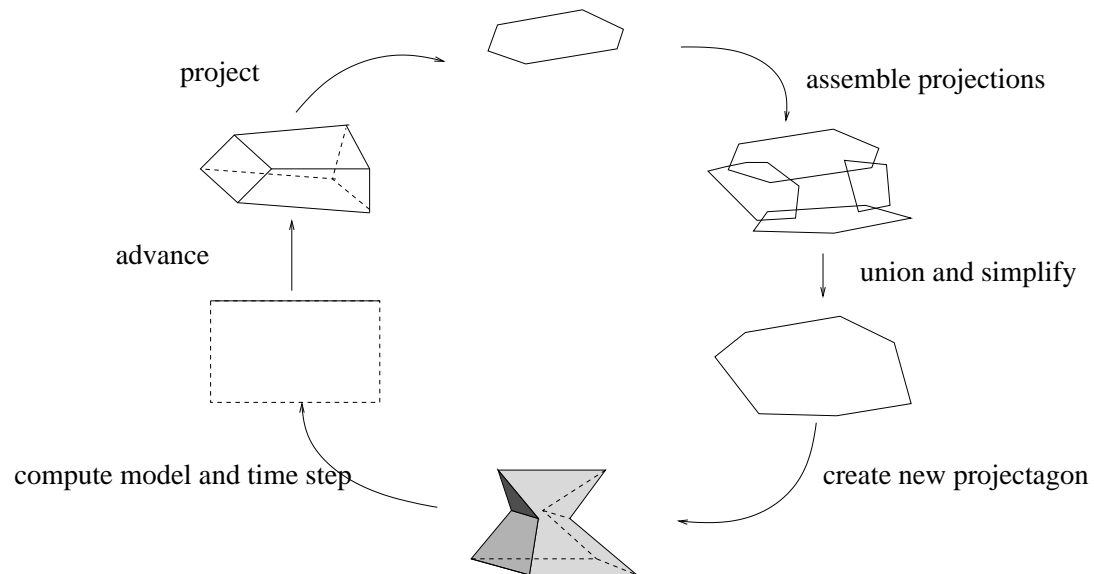 project
assemble projections
advance
union and simplify
compute model and time step
create new projectagon